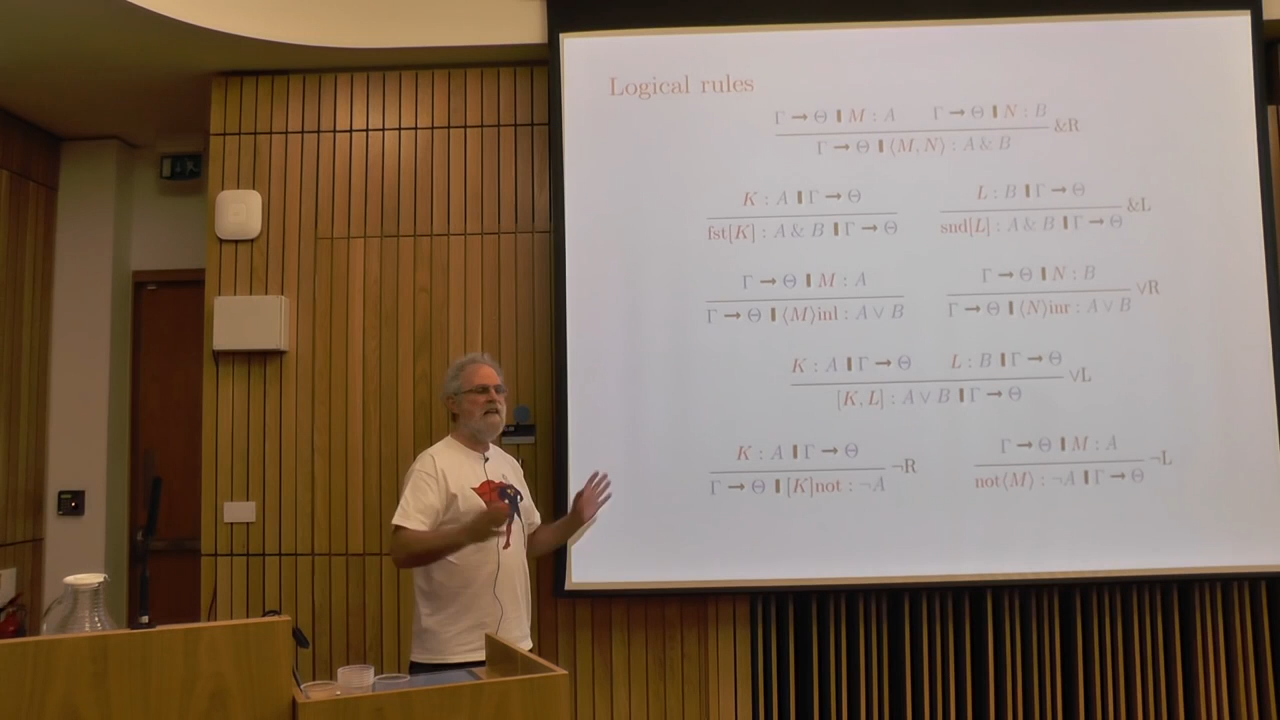 Logical rules
Γ → Θ ❙ M : A    Γ → Θ ❙ N : B
&R
Γ → Θ ❙ ⟨M, N⟩ : A & B
K : A ❙ Γ → Θ    L : B ❙ Γ → Θ
&L
fst[K] : A & B ❙ Γ → Θ    snd[L] : A & B ❙ Γ → Θ
Γ → Θ ❙ M : A    Γ → Θ ❙ N : B
∨R
Γ → Θ ❙ ⟨M⟩inl : A ∨ B    Γ → Θ ❙ ⟨N⟩inr : A ∨ B
K : A ❙ Γ → Θ    L : B ❙ Γ → Θ
∨L
[K, L] : A ∨ B ❙ Γ → Θ
K : A ❙ Γ → Θ    Γ → Θ ❙ M : A
¬R    ¬L
Γ → Θ ❙ [K]not : ¬A    not⟨M⟩ : ¬A ❙ Γ → Θ